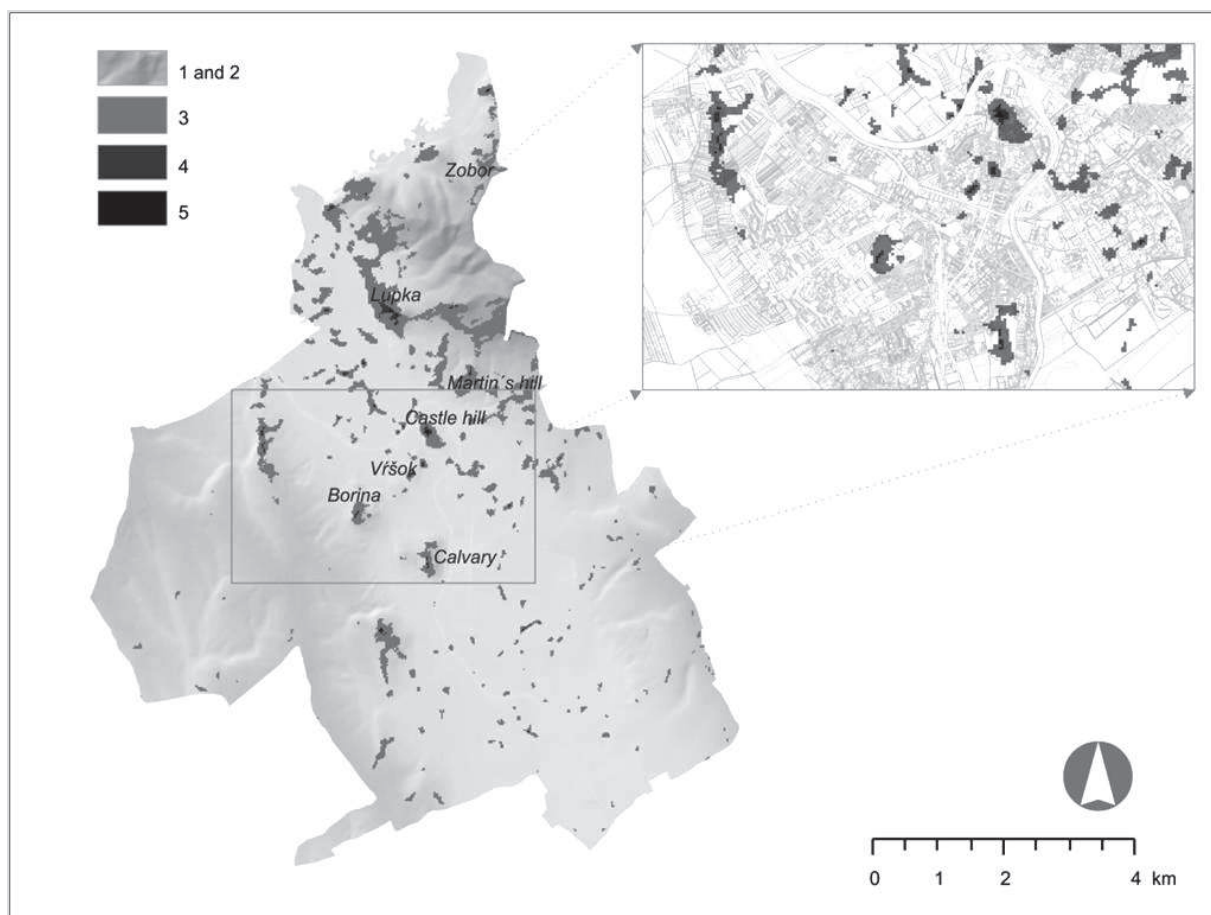 1 and 2
3
4
5
Zobor
Lupka
Martin´s hill
Castle hill
Vŕšok
Borina
Calvary
0 1 2 4 km